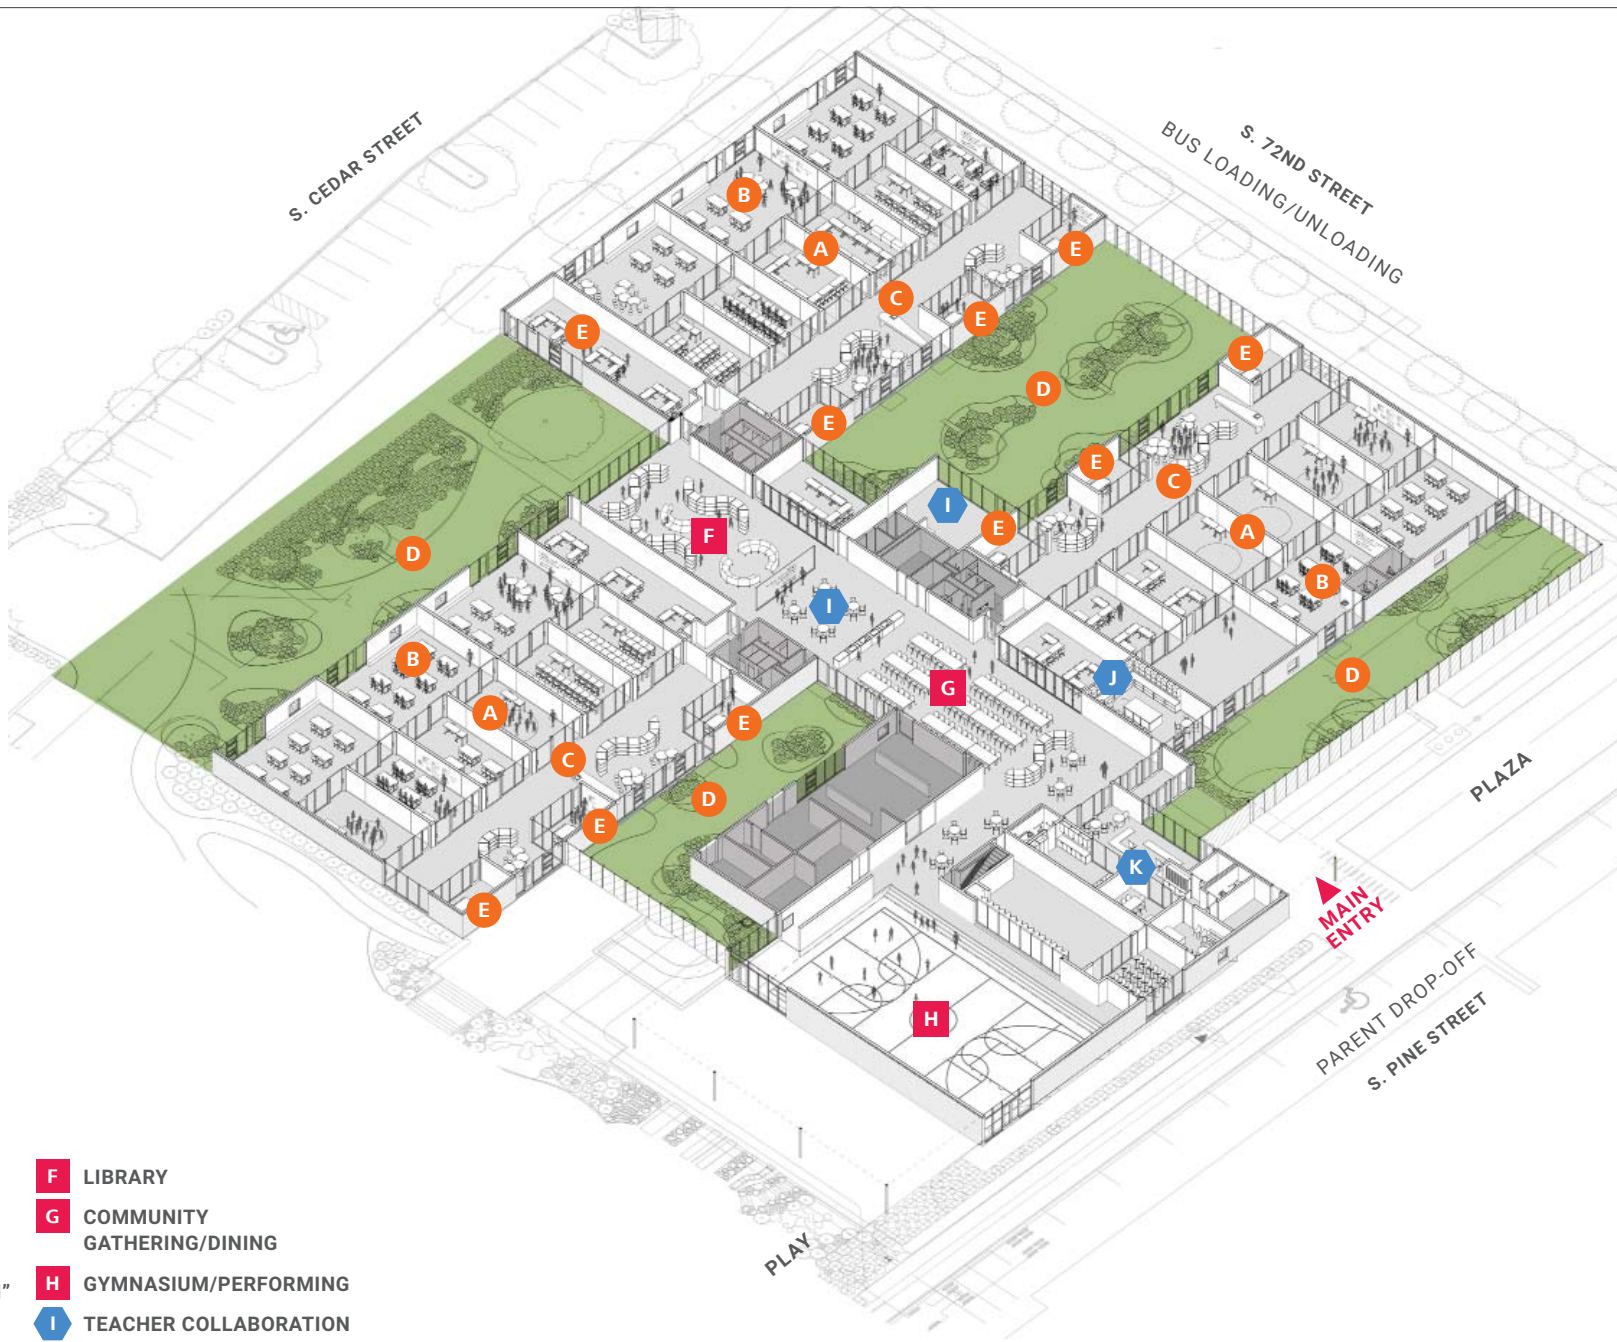 S. CEDAR STREET
S. 72ND STREET
BUS LOADING/UNLOADING
B
A
E
C
E
E
E
D
E
E
I
E
C
F
D
A
I
B
B
J
D
G
A
E
C
PLAZA
D
E
K
MAIN
ENTRY
E
H
PARENT DROP-OFF
S. PINE STREET
PLAY
F LIBRARY
G COMMUNITY
GATHERING/DINING
" H GYMNASIUM/PERFORMING
I TEACHER COLLABORATION